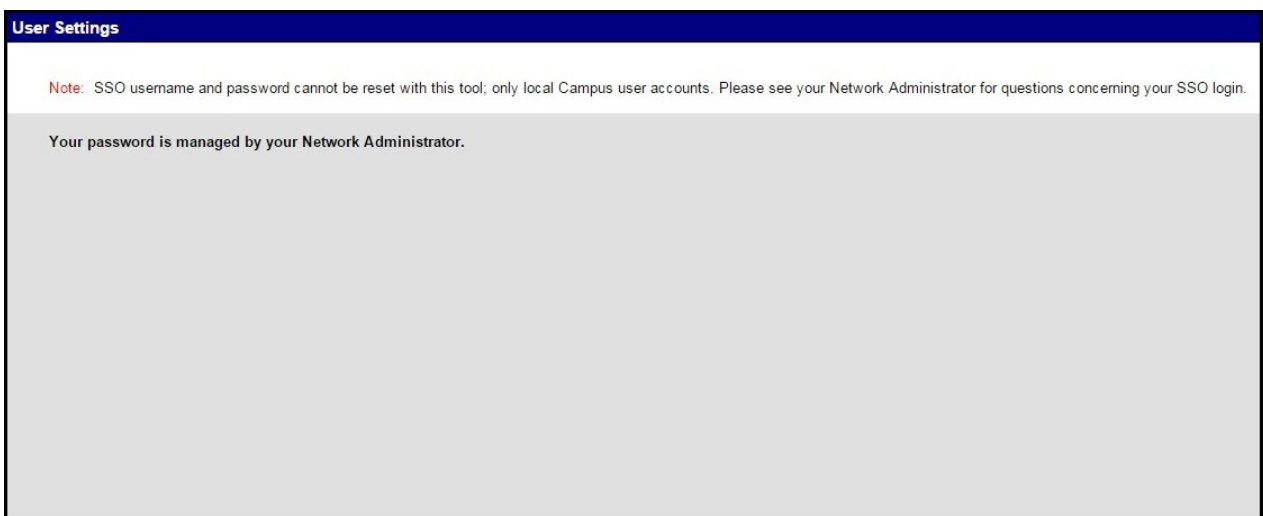 User Settings
Note: SSO username and password cannot be reset with this tool; only local Campus user accounts. Please see your Network Administrator for questions concerning your SSO login.
Your password is managed by your Network Administrator.